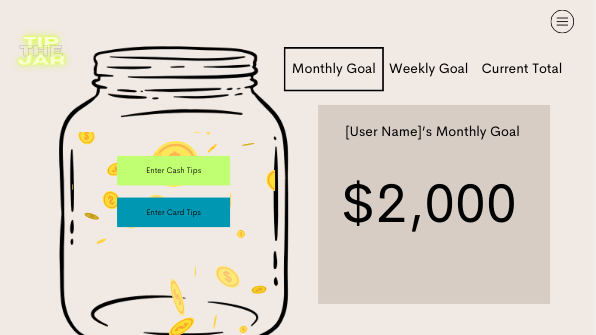 TIP
THE
JAR
Monthly Goal
Weekly Goal
Current Total
[User Name]'s Monthly Goal
$2,000
Enter Cash Tips
Enter Card Tips